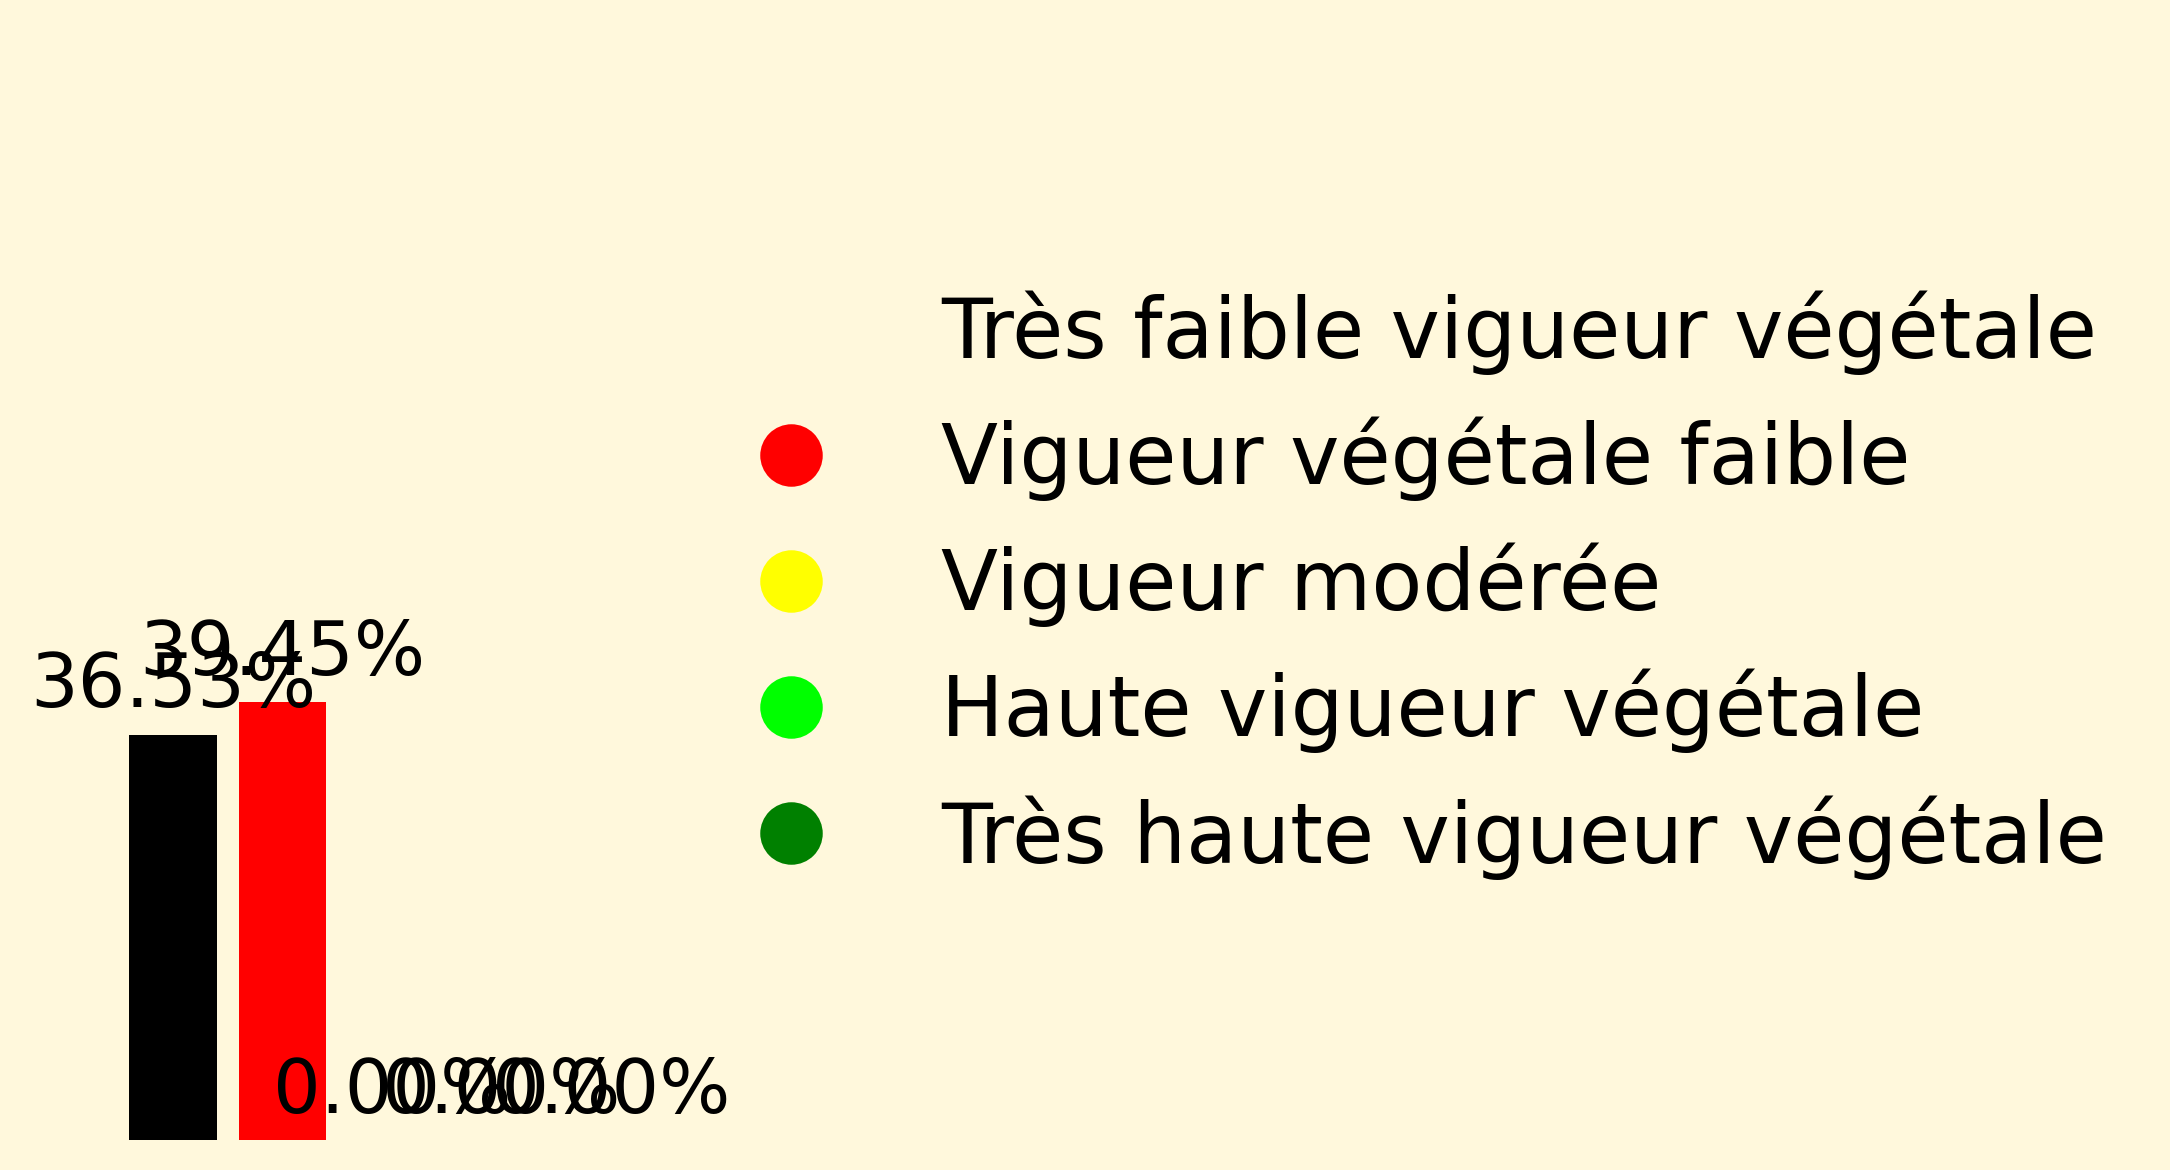 Très faible vigueur végétale
Vigueur végétale faible
Vigueur modérée
Haute vigueur végétale
Très haute vigueur végétale
39.45%
36.53%
0.00%
0.00%
0.00%